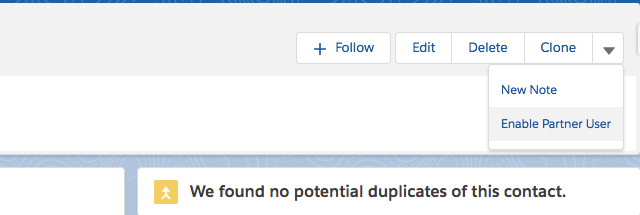 + Follow Edit Delete Clone
New Note
Enable Partner User
We found no potential duplicates of this contact.